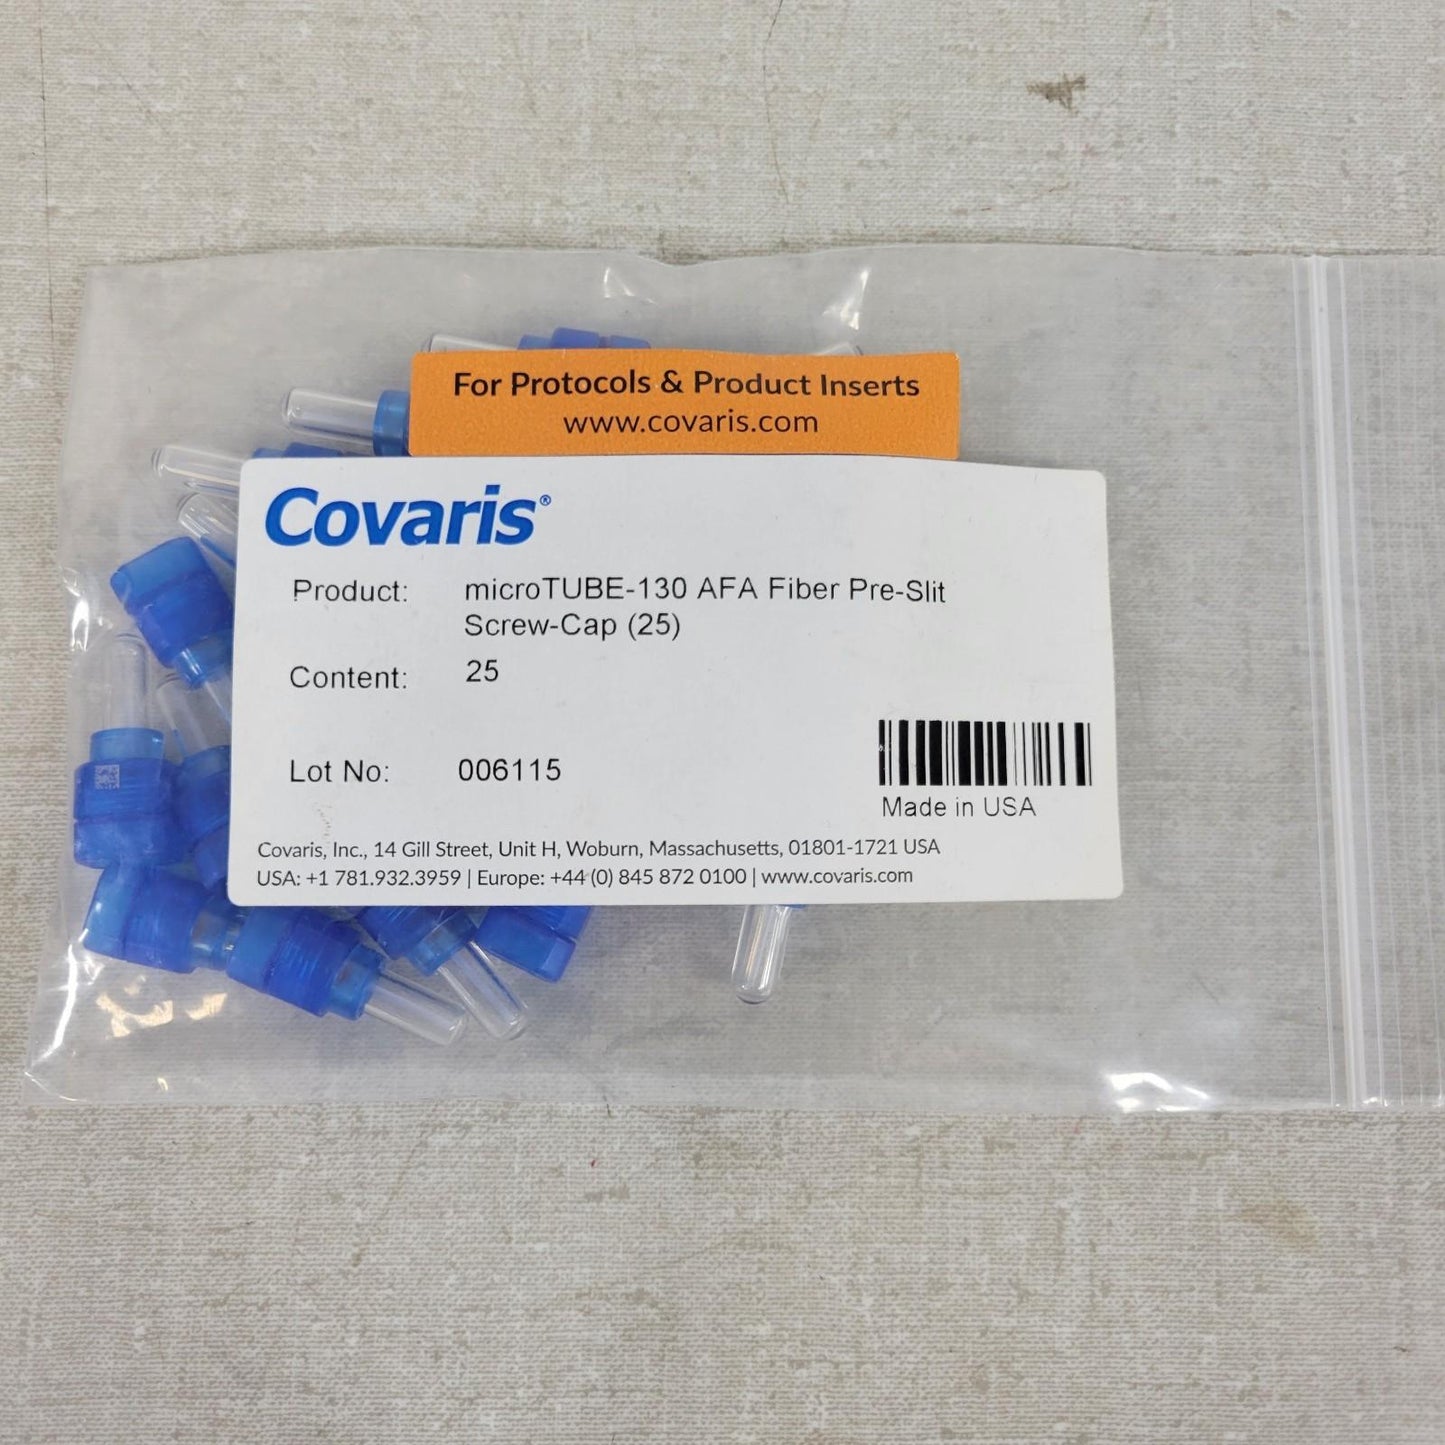 For Protocols & Product Inserts
www.covaris.com
Covaris®
Product: microTUBE-130 AFA Fiber Pre-Slit
Screw-Cap (25)
Content: 25
Lot No: 006115
Made in USA
Covaris, Inc., 14 Gill Street, Unit H, Woburn, Massachusetts, 01801-1721 USA
USA: +1 781.932.3959 | Europe: +44 (0) 845 872 0100 | www.covaris.com